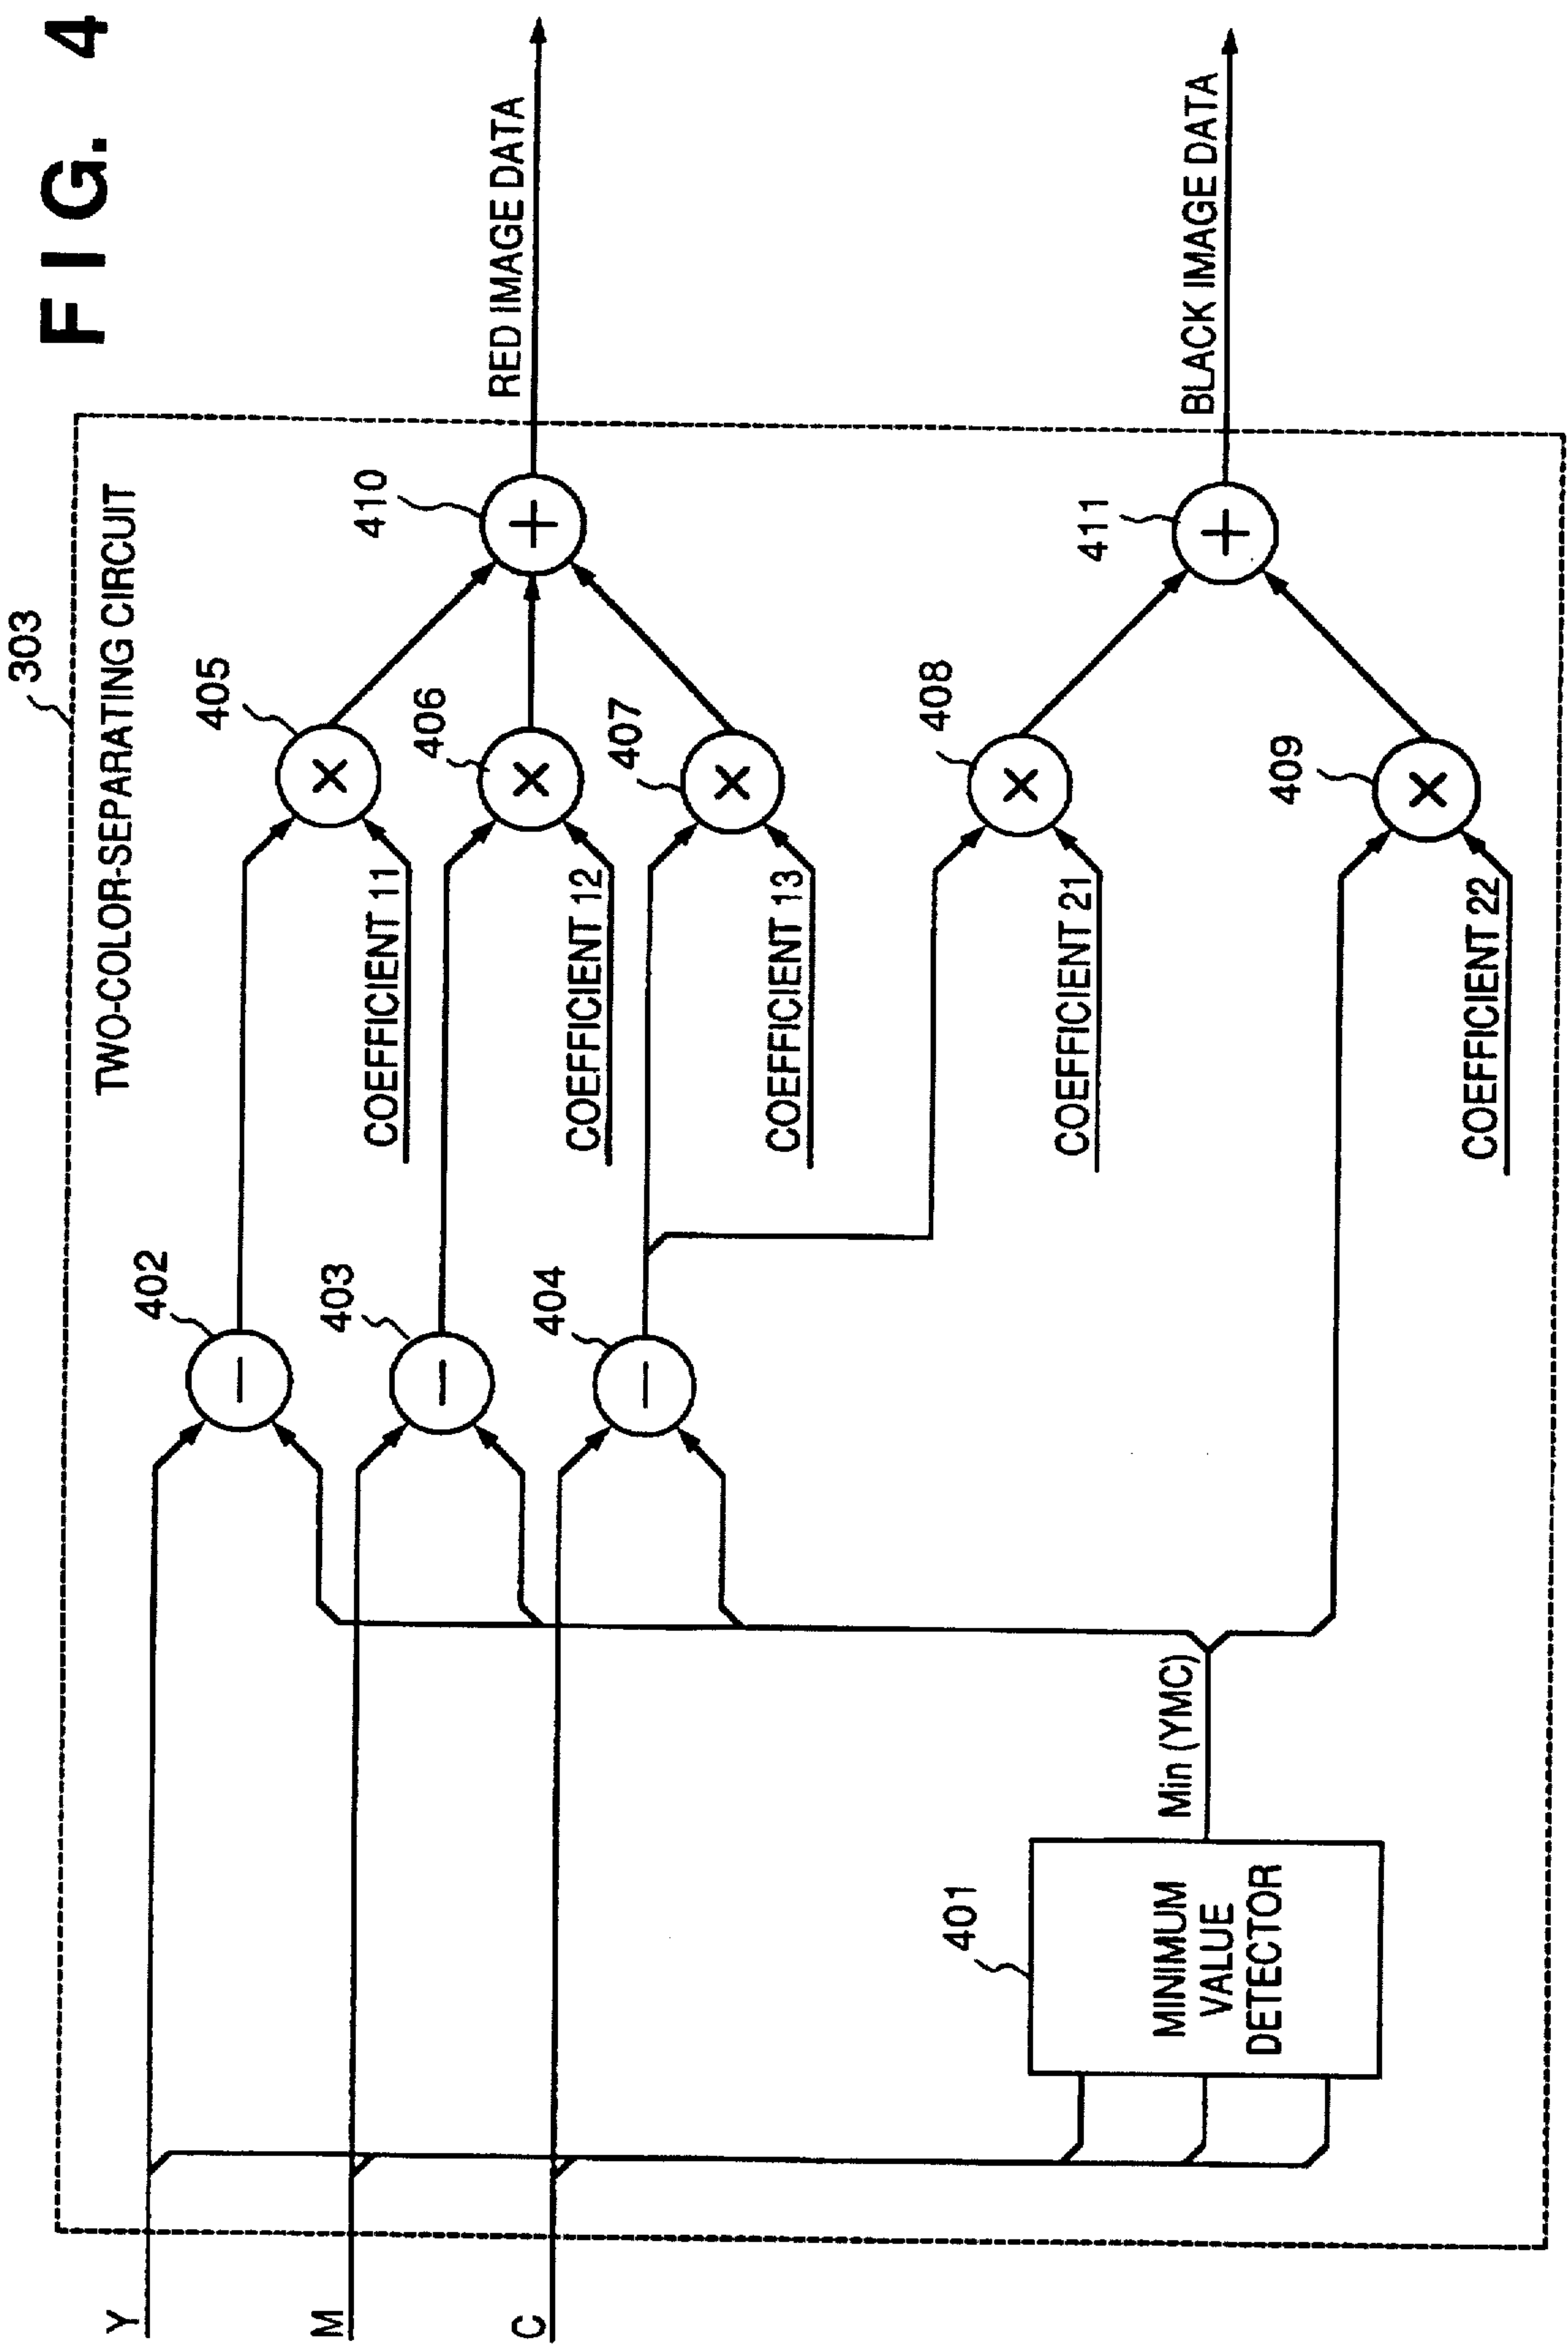 FIG. 4
303
TWO-COLOR-SEPARATING CIRCUIT
Y
M
C
402
403
404
405
406
407
408
409
410
411
COEFFICIENT 11
COEFFICIENT 12
COEFFICIENT 13
COEFFICIENT 21
COEFFICIENT 22
RED IMAGE DATA
BLACK IMAGE DATA
401
MINIMUM
VALUE
DETECTOR
Min (YMC)
−
−
−
×
×
×
×
×
+
+